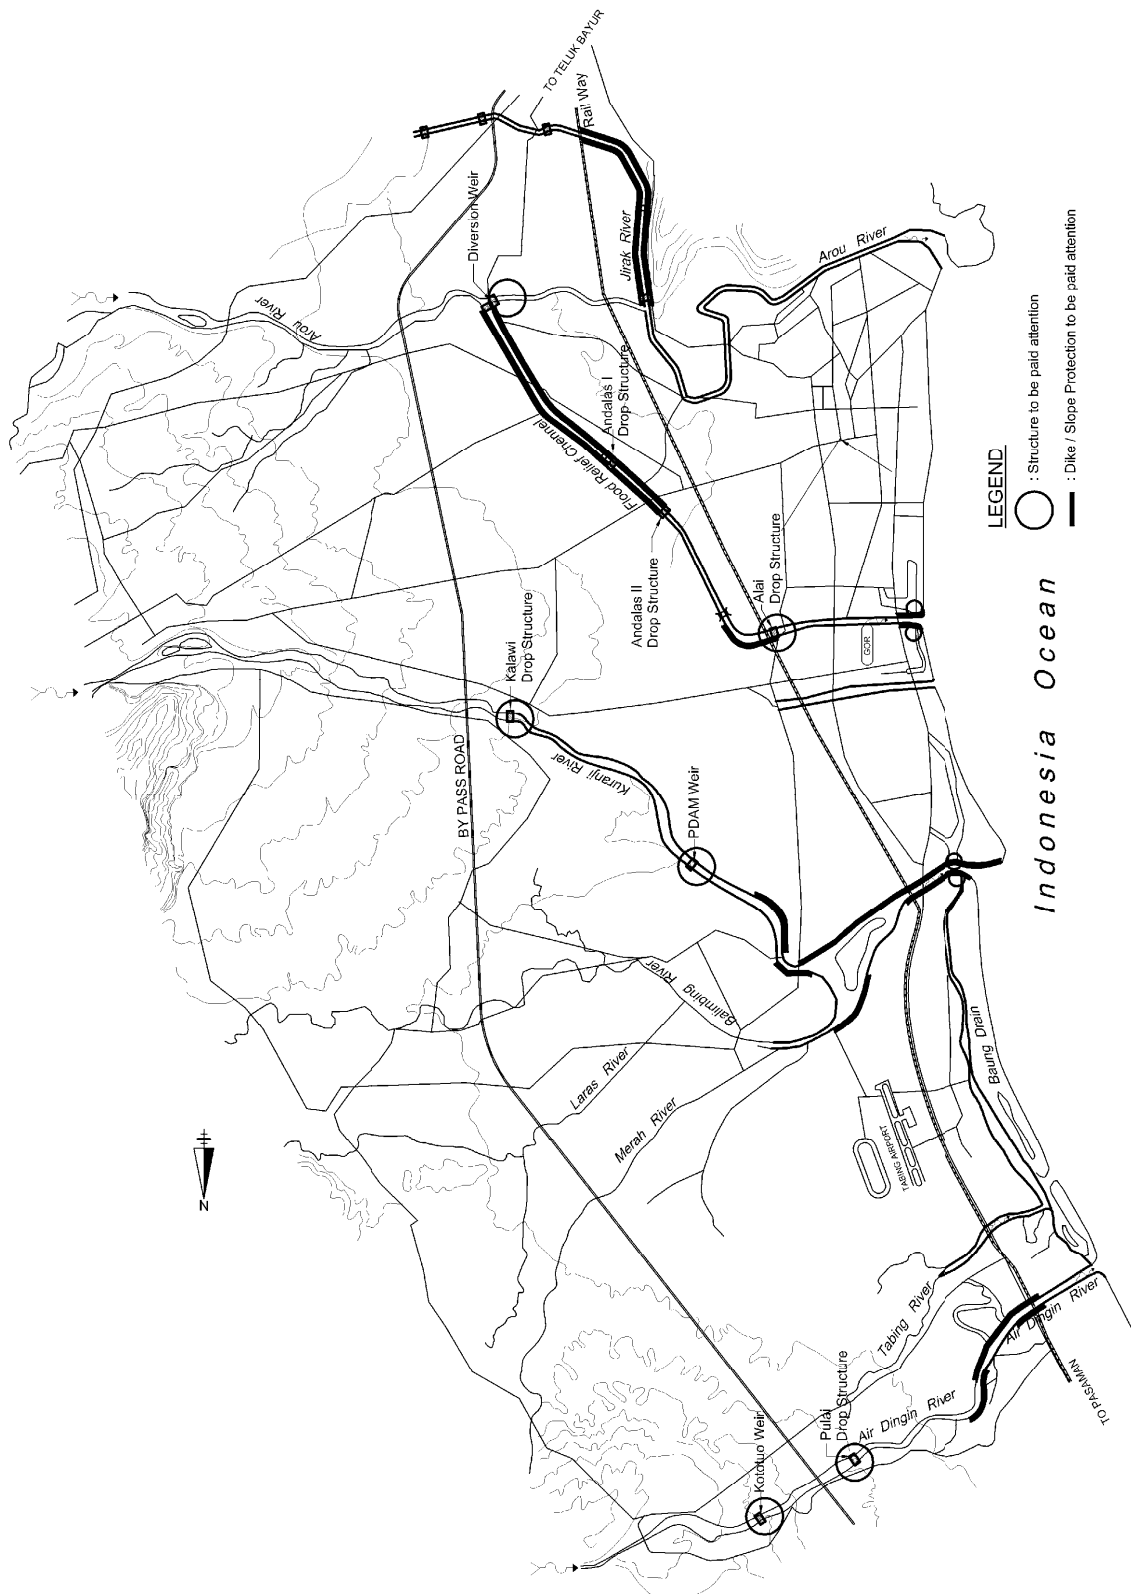 TO TELUK BAYUR
Rail Way
Diversion Weir
Jirak River
Arou River
Arou
River
Andalas I
Drop Structure
Flood Relief Chennel
Andalas II
Drop Structure
Alai
Drop Structure
GOR
Kalawi
Drop Structure
BY PASS ROAD
Kuranji River
PDAM Weir
Balimbing River
Laras River
Merah River
Baung Drain
TABING AIRPORT
N
Tabing River
Air Dingin River
Pulai
Drop Structure
Air Dingin River
Kototuo Weir
TO PASAMAN
Indonesia Ocean
LEGEND
: Structure to be paid attention
: Dike / Slope Protection to be paid attention